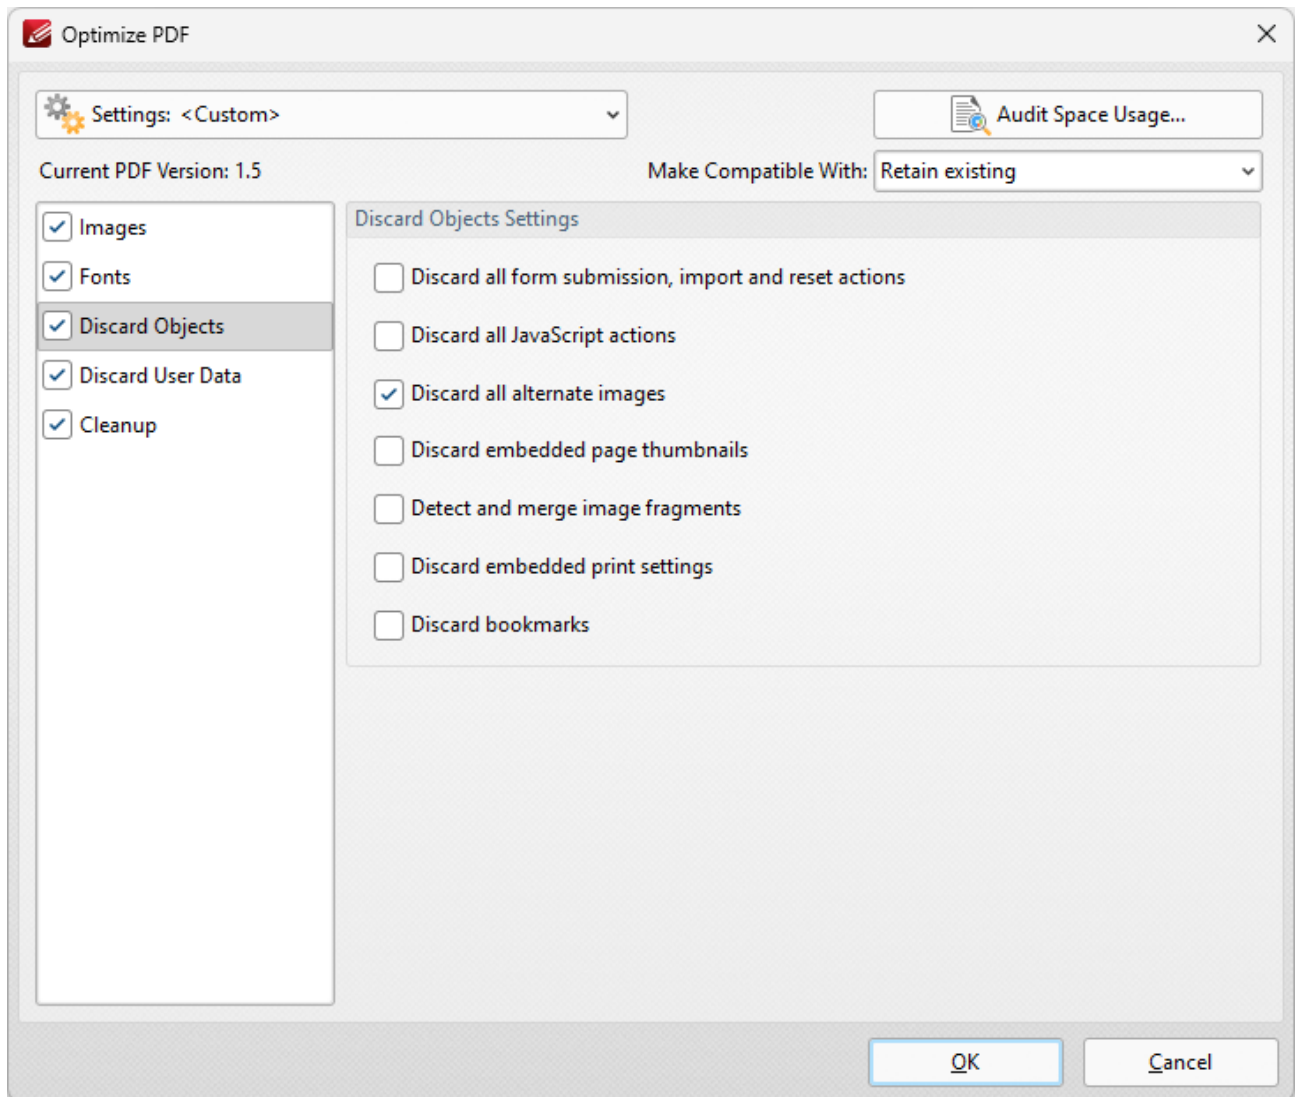 Optimize PDF
Settings: <Custom>
Audit Space Usage...
Current PDF Version: 1.5
Make Compatible With: Retain existing
Images
Fonts
Discard Objects
Discard User Data
Cleanup
Discard Objects Settings
Discard all form submission, import and reset actions
Discard all JavaScript actions
Discard all alternate images
Discard embedded page thumbnails
Detect and merge image fragments
Discard embedded print settings
Discard bookmarks
OK
Cancel